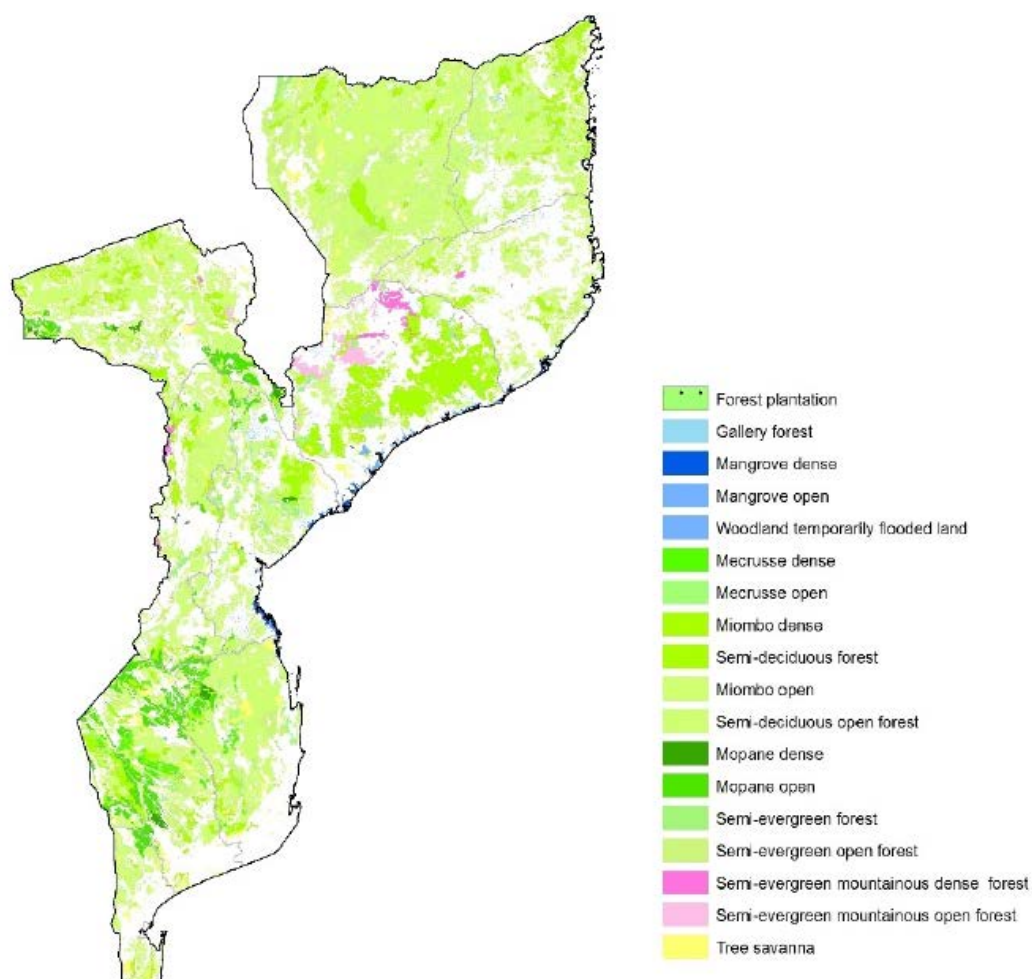 Forest plantation
Gallery forest
Mangrove dense
Mangrove open
Woodland temporarily flooded land
Mecrusse dense
Mecrusse open
Miombo dense
Semi-deciduous forest
Miombo open
Semi-deciduous open forest
Mopane dense
Mopane open
Semi-evergreen forest
Semi-evergreen open forest
Semi-evergreen mountainous dense forest
Semi-evergreen mountainous open forest
Tree savanna